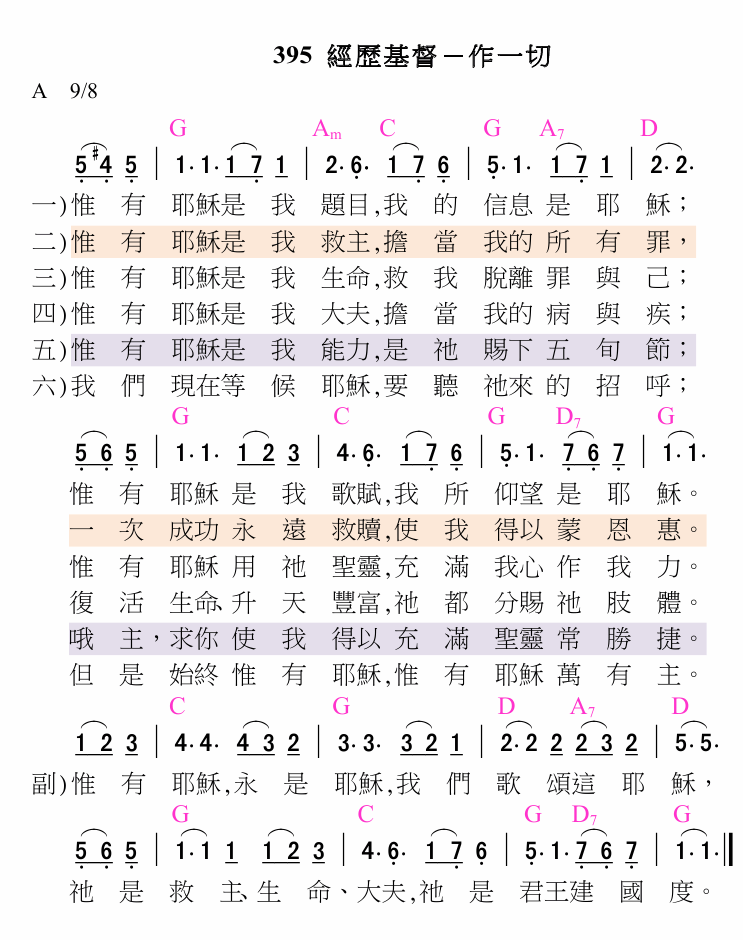 395 經歷基督－作一切
A 9/8
G Am C G A7 D
5 #4 5 | 1· 1· 1 7 1 | 2· 6· 1 7 6 | 5· 1· 1 7 1 | 2· 2·
一)惟有耶穌是我題目,我的信息是耶穌；
二)惟有耶穌是我救主,擔當我的所有罪，
三)惟有耶穌是我生命,救我脫離罪與己；
四)惟有耶穌是我大夫,擔當我的病與疾；
五)惟有耶穌是我能力,是祂賜下五旬節；
六)我們現在等候耶穌,要聽祂來的招呼；
G C G D7 G
5 6 5 | 1· 1· 1 2 3 | 4· 6· 1 7 6 | 5· 1· 7 6 7 | 1· 1·
惟有耶穌是我歌賦,我所仰望是耶穌。
一次成功永遠救贖,使我得以蒙恩惠。
惟有耶穌用祂聖靈,充滿我心作我力。
復活生命、升天豐富,祂都分賜祂肢體。
哦主，求你使我得以充滿聖靈常勝捷。
但是始終惟有耶穌,惟有耶穌萬有主。
C G D A7 D
1 2 3 | 4· 4· 4 3 2 | 3· 3· 3 2 1 | 2· 2 2 2 3 2 | 5· 5·
副)惟有耶穌,永是耶穌,我們歌頌這耶穌，
G C G D7 G
5 6 5 | 1· 1 1 1 2 3 | 4· 6· 1 7 6 | 5· 1· 7 6 7 | 1· 1·
祂是救主、生命、大夫,祂是君王建國度。